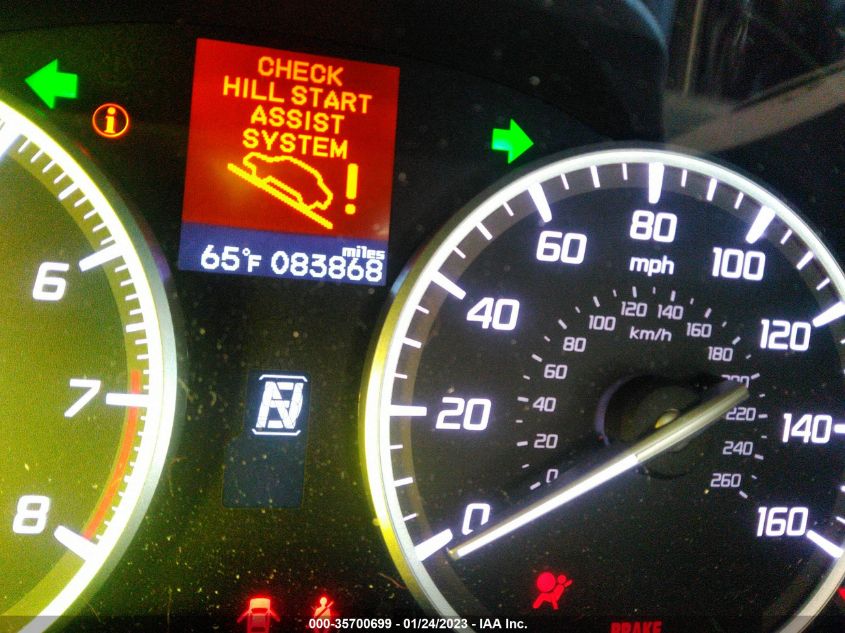 CHECK
HILL START
ASSIST
SYSTEM
!
i
miles
65°F 083868
6
7
8
N
0
20
40
60
80
100
120
140
160
mph
km/h
0
20
40
60
80
100
120
140
160
180
200
220
240
260
BRAKE
000-35700699 - 01/24/2023 - IAA Inc.